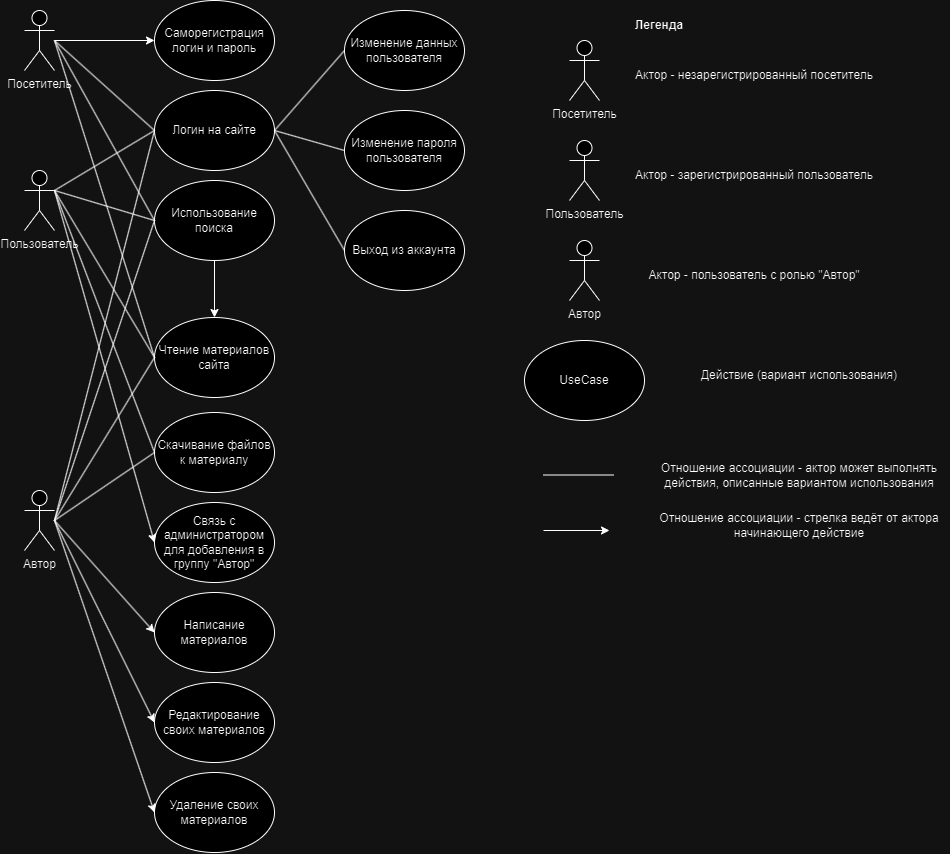 Посетитель
Саморегистрация
логин и пароль
Логин на сайте
Пользователь
Использование
поиска
Чтение материалов
сайта
Скачивание файлов
к материалу
Связь с
администратором
для добавления в
группу "Автор"
Автор
Написание
материалов
Редактирование
своих материалов
Удаление своих
материалов
Изменение данных
пользователя
Изменение пароля
пользователя
Выход из аккаунта
Легенда
Актор - незарегистрированный посетитель
Посетитель
Актор - зарегистрированный пользователь
Пользователь
Актор - пользователь с ролью "Автор"
Автор
UseCase
Действие (вариант использования)
Отношение ассоциации - актор может выполнять
действия, описанные вариантом использования
Отношение ассоциации - стрелка ведёт от актора
начинающего действие